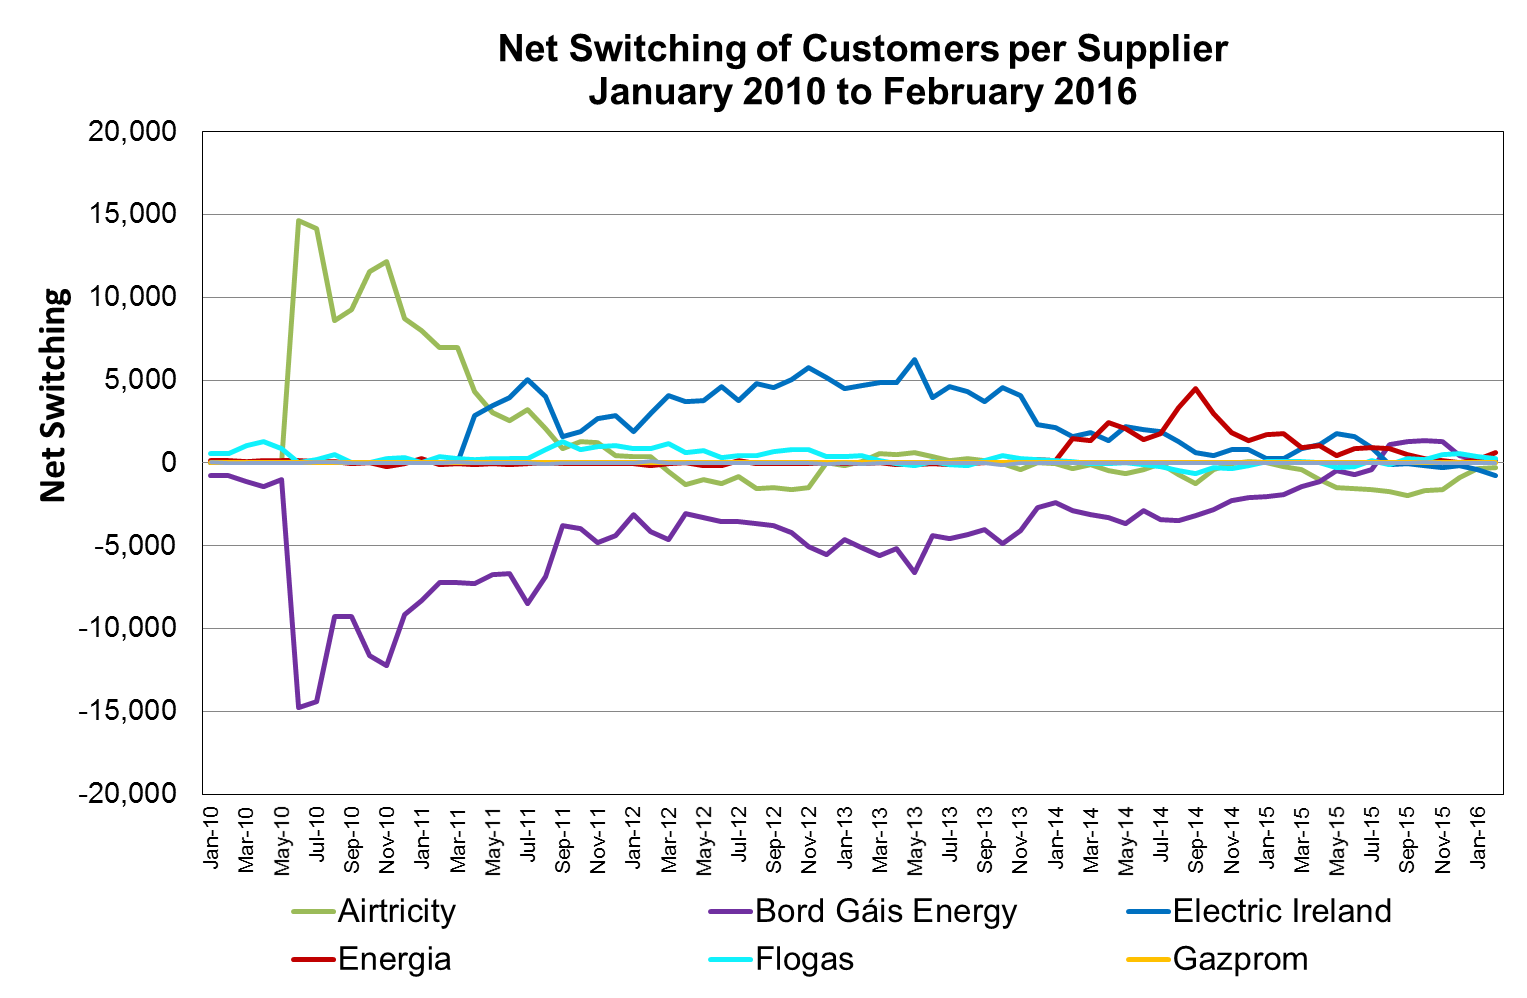 Net Switching of Customers per Supplier
January 2010 to February 2016
Net Switching
20,000
15,000
10,000
5,000
0
-5,000
-10,000
-15,000
-20,000
Jan-10
Mar-10
May-10
Jul-10
Sep-10
Nov-10
Jan-11
Mar-11
May-11
Jul-11
Sep-11
Nov-11
Jan-12
Mar-12
May-12
Jul-12
Sep-12
Nov-12
Jan-13
Mar-13
May-13
Jul-13
Sep-13
Nov-13
Jan-14
Mar-14
May-14
Jul-14
Sep-14
Nov-14
Jan-15
Mar-15
May-15
Jul-15
Sep-15
Nov-15
Jan-16
Airtricity Bord Gáis Energy Electric Ireland
Energia Flogas Gazprom